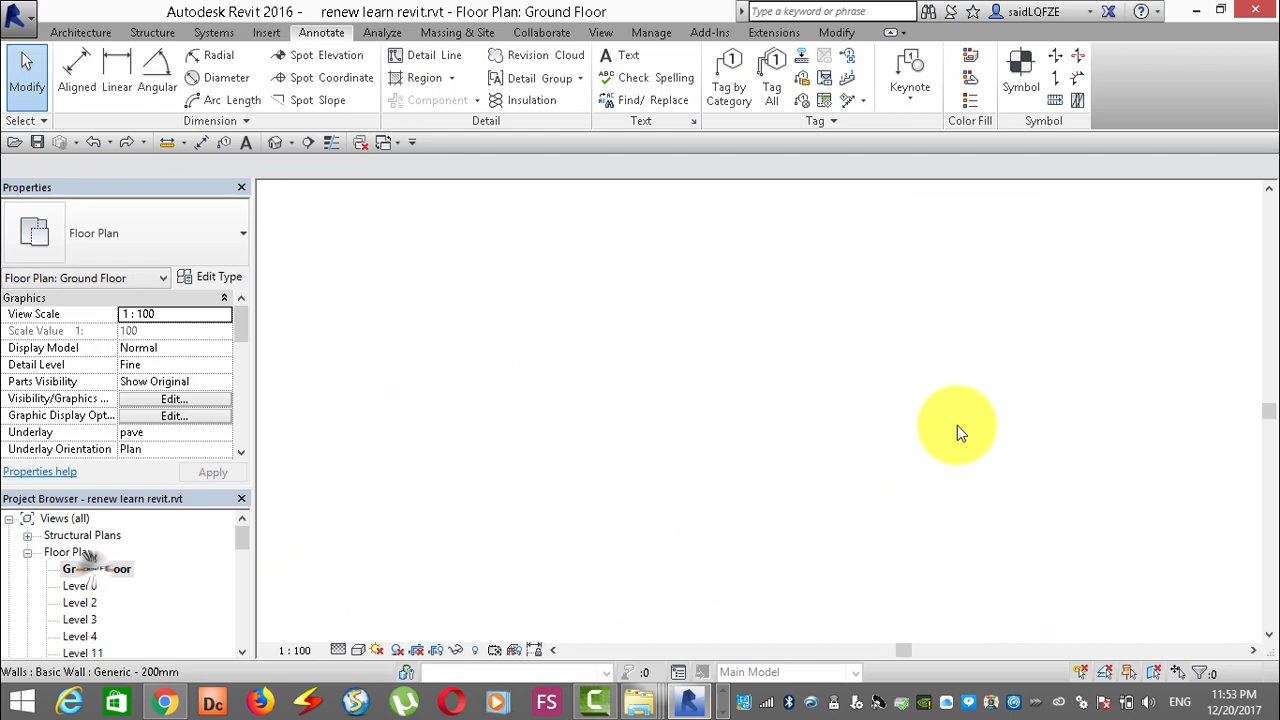 Autodesk Revit 2016 - renew learn revit.rvt - Floor Plan: Ground Floor
Type a keyword or phrase
saidLQFZE
Architecture Structure Systems Insert Annotate Analyze Massing & Site Collaborate View Manage Add-Ins Extensions Modify
Modify
Select
Aligned Linear Angular
Radial
Diameter
Arc Length
Spot Elevation
Spot Coordinate
Spot Slope
Dimension
Detail Line
Region
Component
Revision Cloud
Detail Group
Insulation
Detail
Text
Check Spelling
Find/ Replace
Text
Tag by Category
Tag All
Tag
Keynote
Color Fill
Symbol
Symbol
Properties
Floor Plan
Floor Plan: Ground Floor
Edit Type
Graphics
View Scale 1 : 100
Scale Value 1: 100
Display Model Normal
Detail Level Fine
Parts Visibility Show Original
Visibility/Graphics ... Edit...
Graphic Display Opt... Edit...
Underlay pave
Underlay Orientation Plan
Properties help
Apply
Project Browser - renew learn revit.rvt
Views (all)
Structural Plans
Floor
Level 2
Level 3
Level 4
Level 11
1 : 100
Walls : Basic Wall : Generic - 200mm
:0
Main Model
:0
Dc
FS
ENG
11:53 PM
12/20/2017